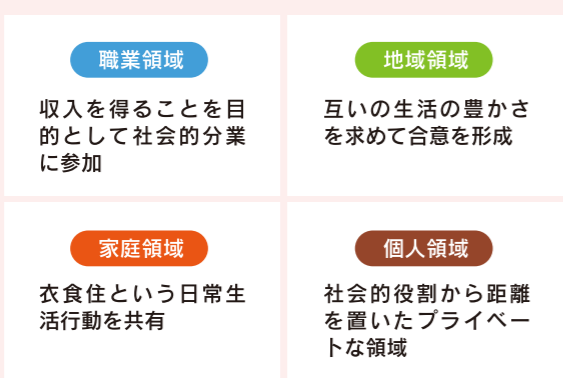 職業領域
収入を得ることを目
的として社会的分業
に参加
地域領域
互いの生活の豊かさ
を求めて合意を形成
家庭領域
衣食住という日常生
活行動を共有
個人領域
社会的役割から距離
を置いたプライベー
トな領域